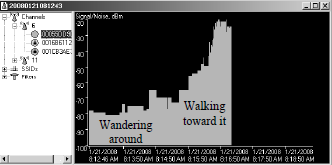 20080121081243
Channels
6
11
SSIDs
Filters
Signal/Noise, dBm
-20
-30
-40
-50
-60
-70
-80
-90
-100
Wandering
around
Walking
toward it
1/21/2008 1/21/2008 1/21/2008 1/21/2008 1/21/2008 1/21/2008 1/21/2008
8:12:46 AM 8:13:50 AM 8:14:50 AM 8:15:50 AM 8:16:50 AM 8:17:50 AM 8:18:50 AM